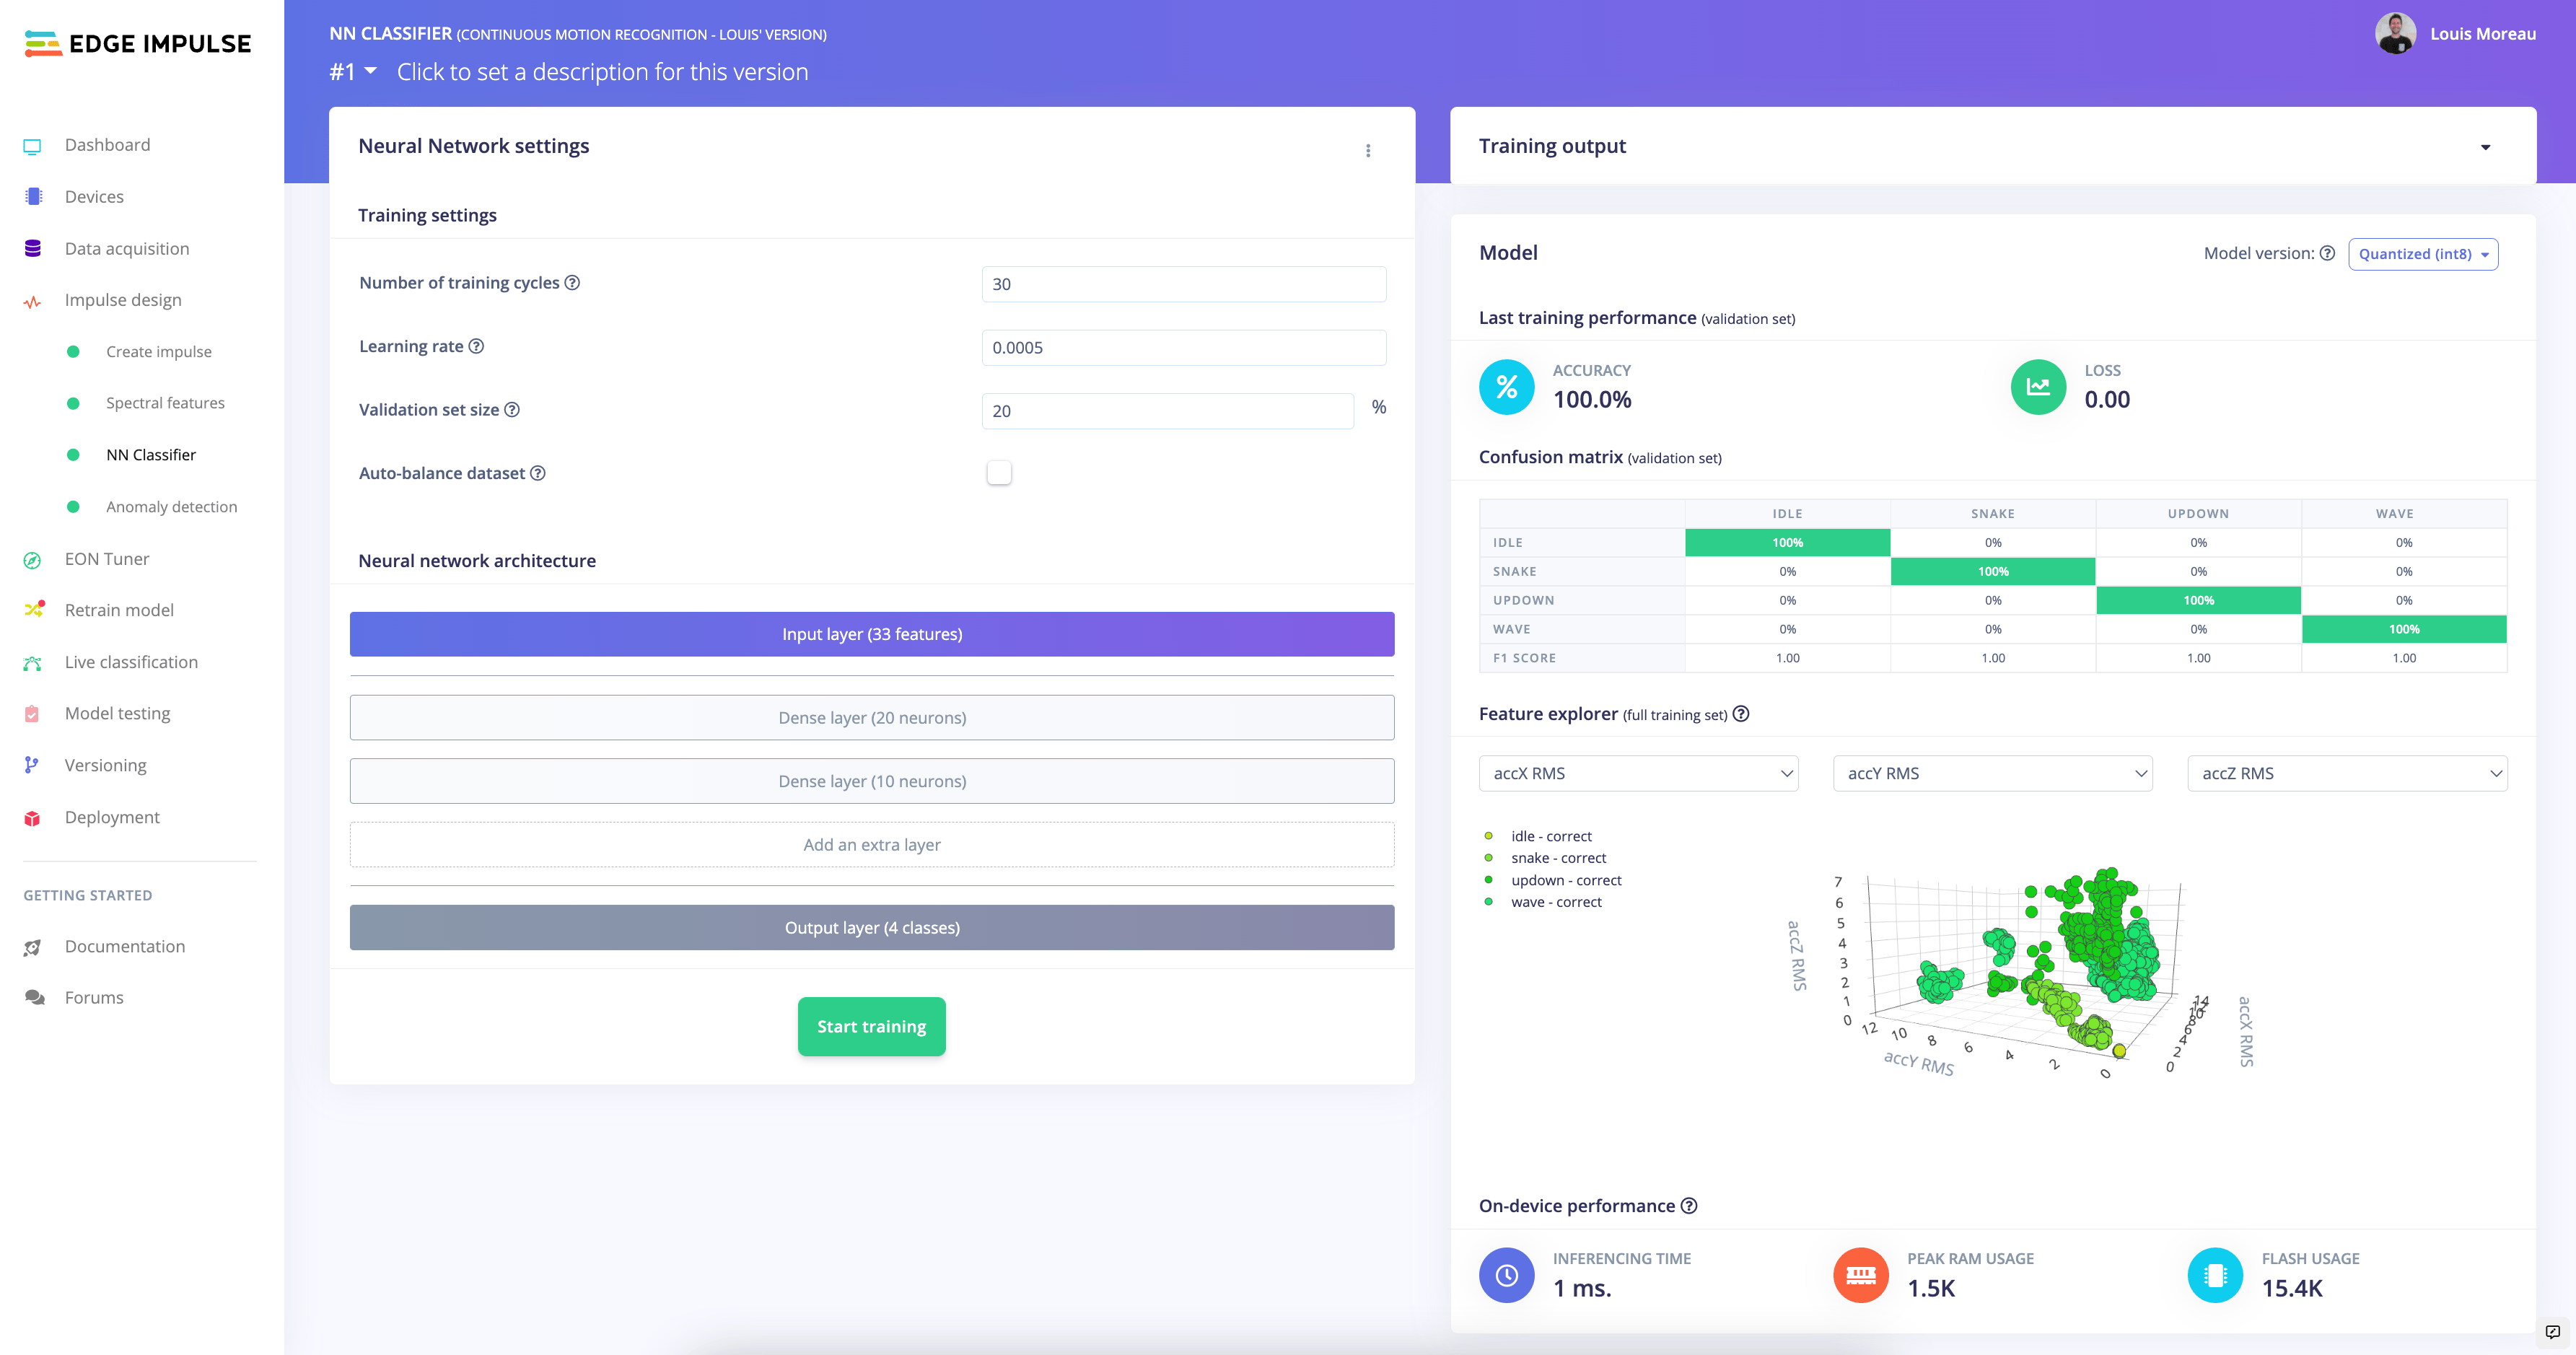 EDGE IMPULSE
Dashboard
Devices
Data acquisition
Impulse design
Create impulse
Spectral features
NN Classifier
Anomaly detection
EON Tuner
Retrain model
Live classification
Model testing
Versioning
Deployment
GETTING STARTED
Documentation
Forums
NN CLASSIFIER (CONTINUOUS MOTION RECOGNITION - LOUIS' VERSION)
#1 Click to set a description for this version
Louis Moreau
Neural Network settings
Training settings
Number of training cycles ? 30
Learning rate ? 0.0005
Validation set size ? 20 %
Auto-balance dataset ?
Neural network architecture
Input layer (33 features)
Dense layer (20 neurons)
Dense layer (10 neurons)
Add an extra layer
Output layer (4 classes)
Start training
Training output
Model
Model version: ? Quantized (int8)
Last training performance (validation set)
% ACCURACY
100.0%
LOSS
0.00
Confusion matrix (validation set)
IDLE SNAKE UPDOWN WAVE
IDLE 100% 0% 0% 0%
SNAKE 0% 100% 0% 0%
UPDOWN 0% 0% 100% 0%
WAVE 0% 0% 0% 100%
F1 SCORE 1.00 1.00 1.00 1.00
Feature explorer (full training set) ?
accX RMS accY RMS accZ RMS
idle - correct
snake - correct
updown - correct
wave - correct
accZ RMS
7
6
5
4
3
2
1
0
12 10 8 6 4 2 0
accY RMS
14
12
10
8
6
4
2
0
accX RMS
On-device performance ?
INFERENCING TIME
1 ms.
PEAK RAM USAGE
1.5K
FLASH USAGE
15.4K